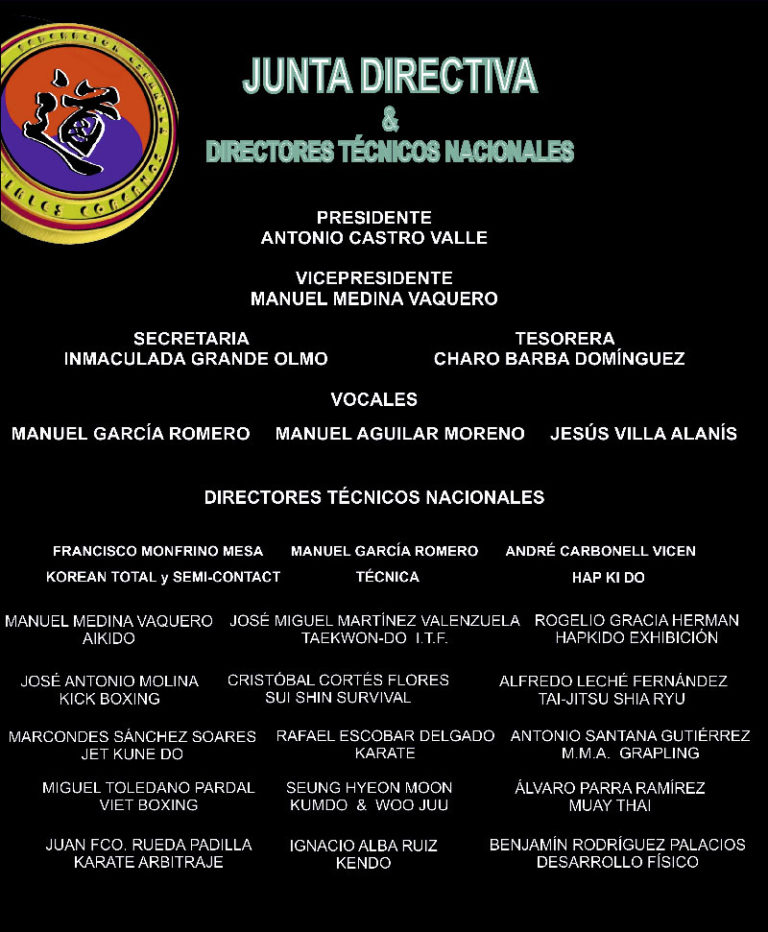 道
JUNTA DIRECTIVA
&
DIRECTORES TÉCNICOS NACIONALES
PRESIDENTE
ANTONIO CASTRO VALLE
VICEPRESIDENTE
MANUEL MEDINA VAQUERO
SECRETARIA TESORERA
INMACULADA GRANDE OLMO CHARO BARBA DOMÍNGUEZ
VOCALES
MANUEL GARCÍA ROMERO MANUEL AGUILAR MORENO JESÚS VILLA ALANÍS
DIRECTORES TÉCNICOS NACIONALES
FRANCISCO MONFRINO MESA MANUEL GARCÍA ROMERO ANDRÉ CARBONELL VICEN
KOREAN TOTAL y SEMI-CONTACT TÉCNICA HAP KI DO
MANUEL MEDINA VAQUERO JOSÉ MIGUEL MARTÍNEZ VALENZUELA ROGELIO GRACIA HERMAN
AIKIDO TAEKWON-DO I.T.F. HAPKIDO EXHIBICIÓN
JOSÉ ANTONIO MOLINA CRISTÓBAL CORTÉS FLORES ALFREDO LECHÉ FERNÁNDEZ
KICK BOXING SUI SHIN SURVIVAL TAI-JITSU SHIA RYU
MARCONDES SÁNCHEZ SOARES RAFAEL ESCOBAR DELGADO ANTONIO SANTANA GUTIÉRREZ
JET KUNE DO KARATE M.M.A. GRAPLING
MIGUEL TOLEDANO PARDAL SEUNG HYEON MOON ÁLVARO PARRA RAMÍREZ
VIET BOXING KUMDO & WOO JUU MUAY THAI
JUAN FCO. RUEDA PADILLA IGNACIO ALBA RUIZ BENJAMÍN RODRÍGUEZ PALACIOS
KARATE ARBITRAJE KENDO DESARROLLO FÍSICO